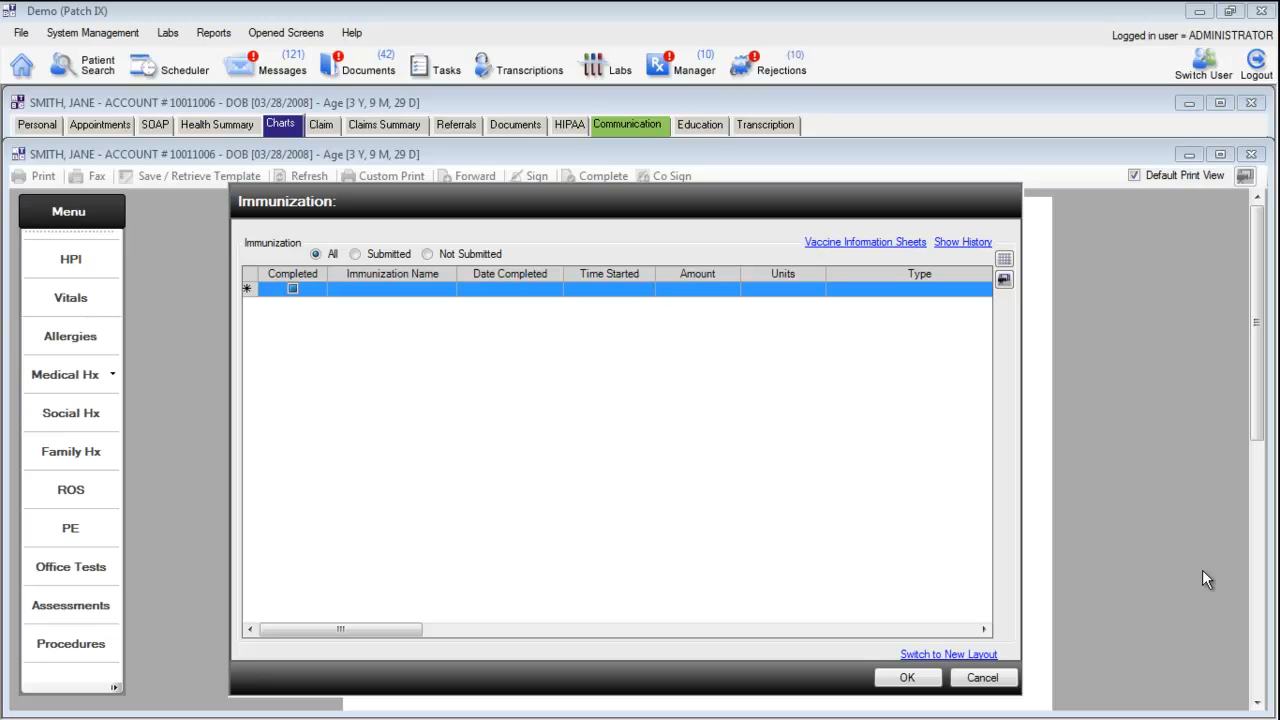 Demo (Patch IX)
File System Management Labs Reports Opened Screens Help
Logged in user = ADMINISTRATOR
Patient Search Scheduler (121) Messages (42) Documents Tasks Transcriptions Labs (10) Manager (10) Rejections Switch User Logout
SMITH, JANE - ACCOUNT # 10011006 - DOB [03/28/2008] - Age [3 Y, 9 M, 29 D]
Personal Appointments SOAP Health Summary Charts Claim Claims Summary Referrals Documents HIPAA Communication Education Transcription
SMITH, JANE - ACCOUNT # 10011006 - DOB [03/28/2008] - Age [3 Y, 9 M, 29 D]
Print Fax Save / Retrieve Template Refresh Custom Print Forward Sign Complete Co Sign Default Print View
Menu
HPI
Vitals
Allergies
Medical Hx
Social Hx
Family Hx
ROS
PE
Office Tests
Assessments
Procedures
Immunization:
Immunization
All Submitted Not Submitted
Vaccine Information Sheets Show History
Completed Immunization Name Date Completed Time Started Amount Units Type
Switch to New Layout
OK Cancel